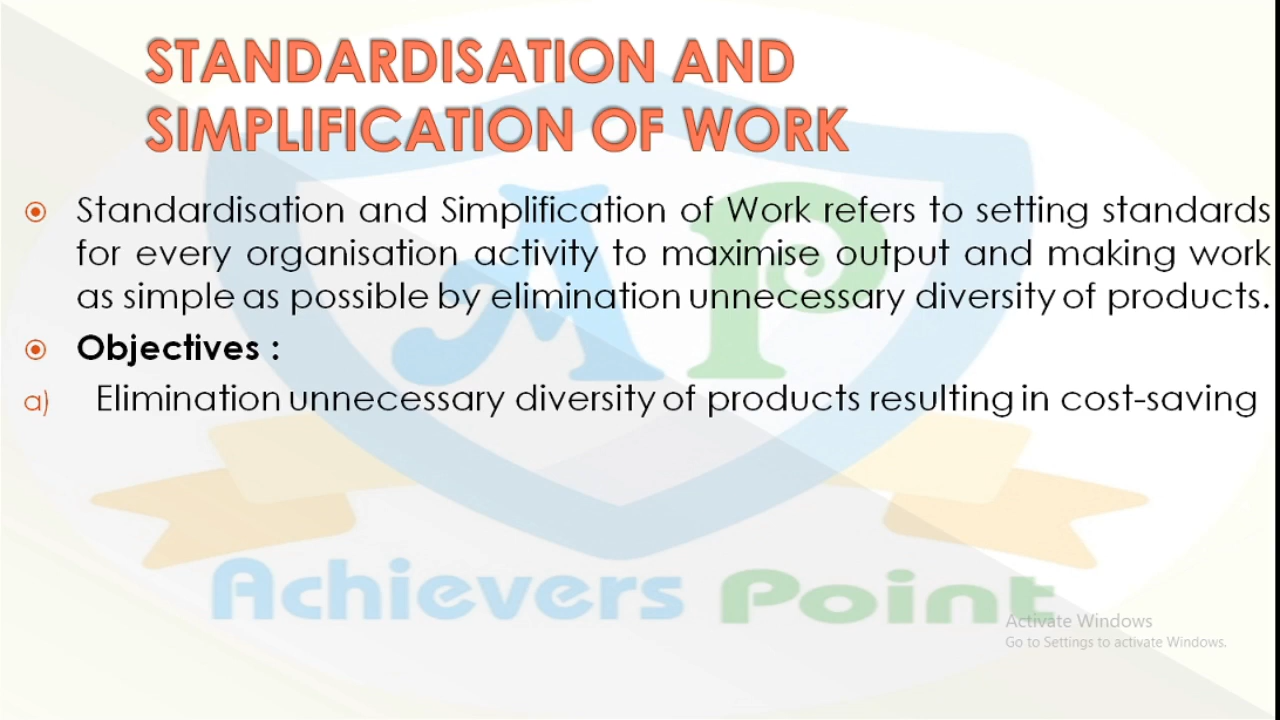 STANDARDISATION AND
SIMPLIFICATION OF WORK
Standardisation and Simplification of Work refers to setting standards
for every organisation activity to maximise output and making work
as simple as possible by elimination unnecessary diversity of products.
Objectives :
a) Elimination unnecessary diversity of products resulting in cost-saving
AP
Achievers Point
Activate Windows
Go to Settings to activate Windows.